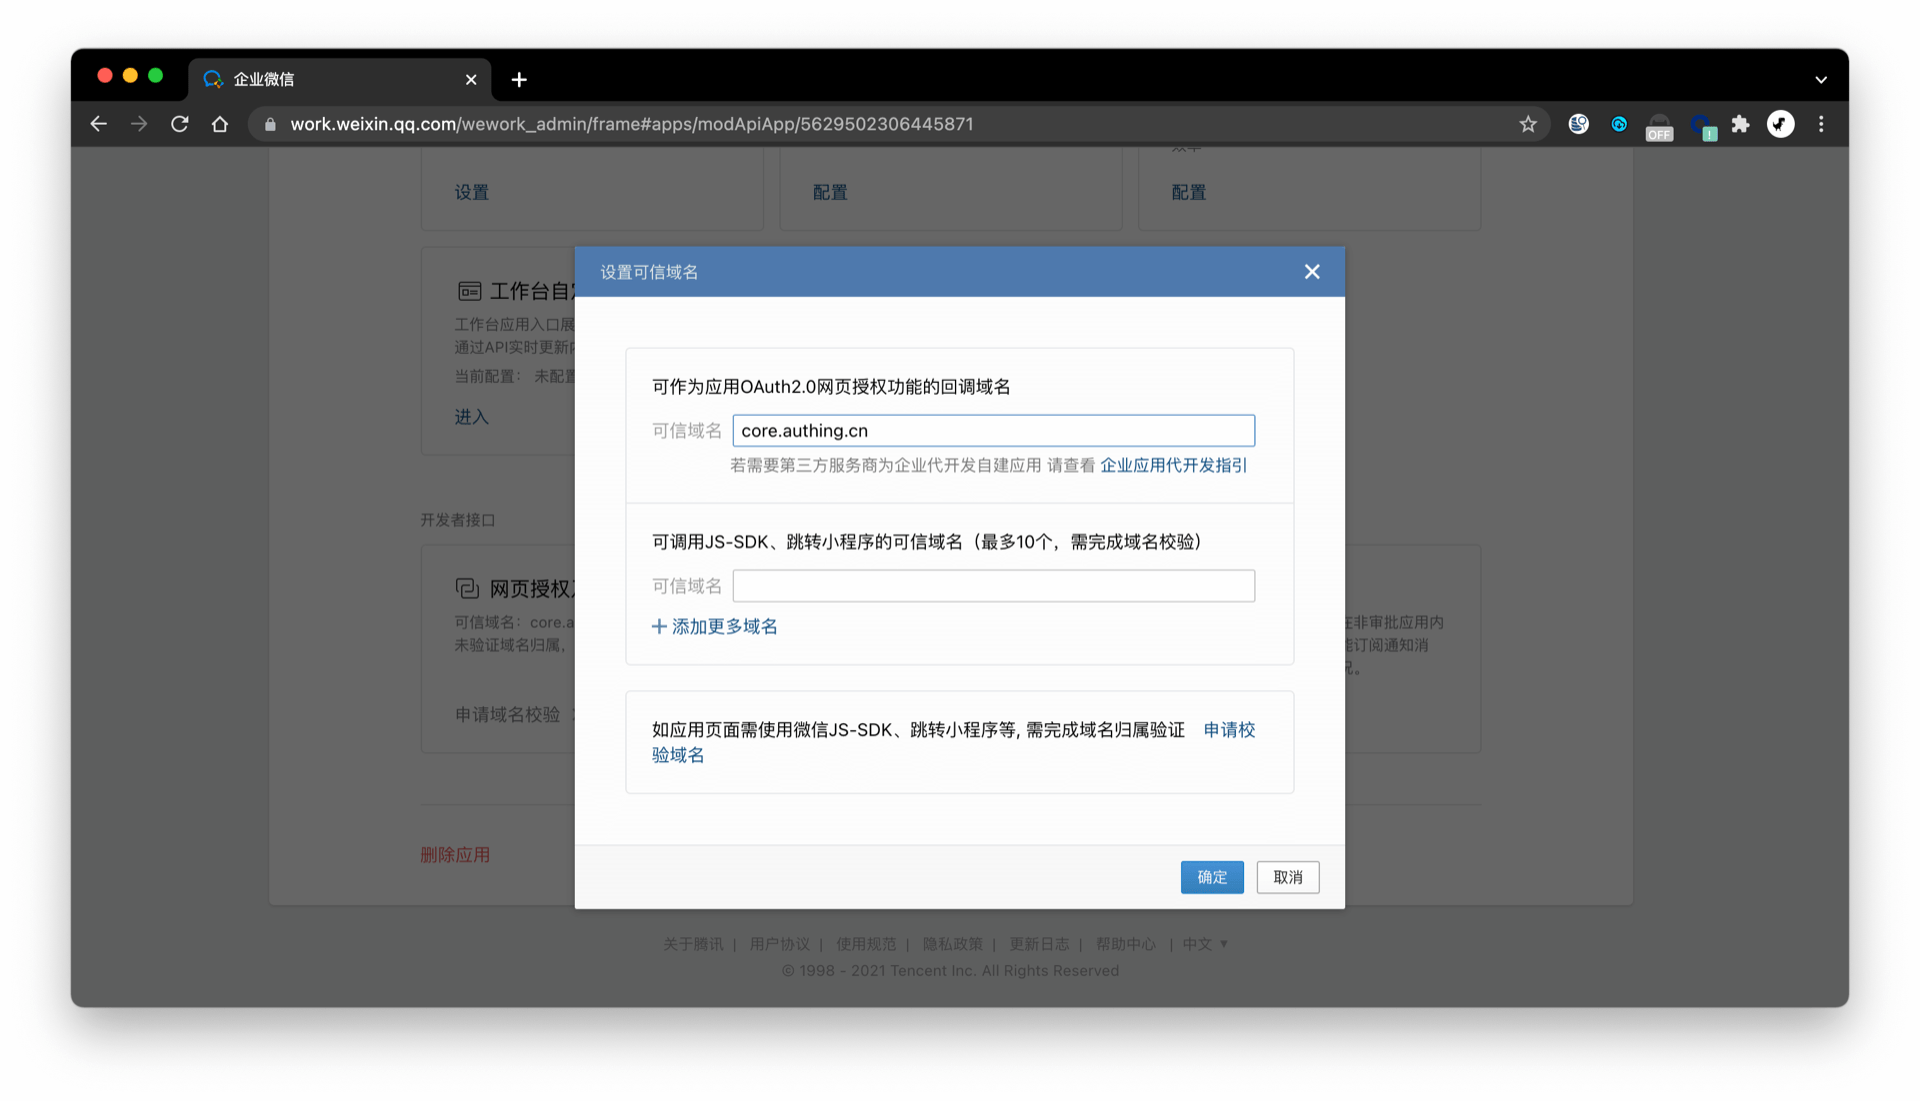 企业微信
work.weixin.qq.com/wework_admin/frame#apps/modApiApp/5629502306445871
OFF
设置
配置
配置
工作台自
工作台应用入口展
通过API实时更新
当前配置： 未配置
进入
开发者接口
网页授权
可信域名：core.a
未验证域名归属，
申请域名校验
在非审批应用内
能订阅通知消
况。
设置可信域名
可作为应用OAuth2.0网页授权功能的回调域名
可信域名 core.authing.cn
若需要第三方服务商为企业代开发自建应用 请查看 企业应用代开发指引
可调用JS-SDK、跳转小程序的可信域名（最多10个，需完成域名校验）
可信域名
添加更多域名
如应用页面需使用微信JS-SDK、跳转小程序等, 需完成域名归属验证 申请校
验域名
确定 取消
删除应用
关于腾讯 | 用户协议 | 使用规范 | 隐私政策 | 更新日志 | 帮助中心 | 中文
© 1998 - 2021 Tencent Inc. All Rights Reserved